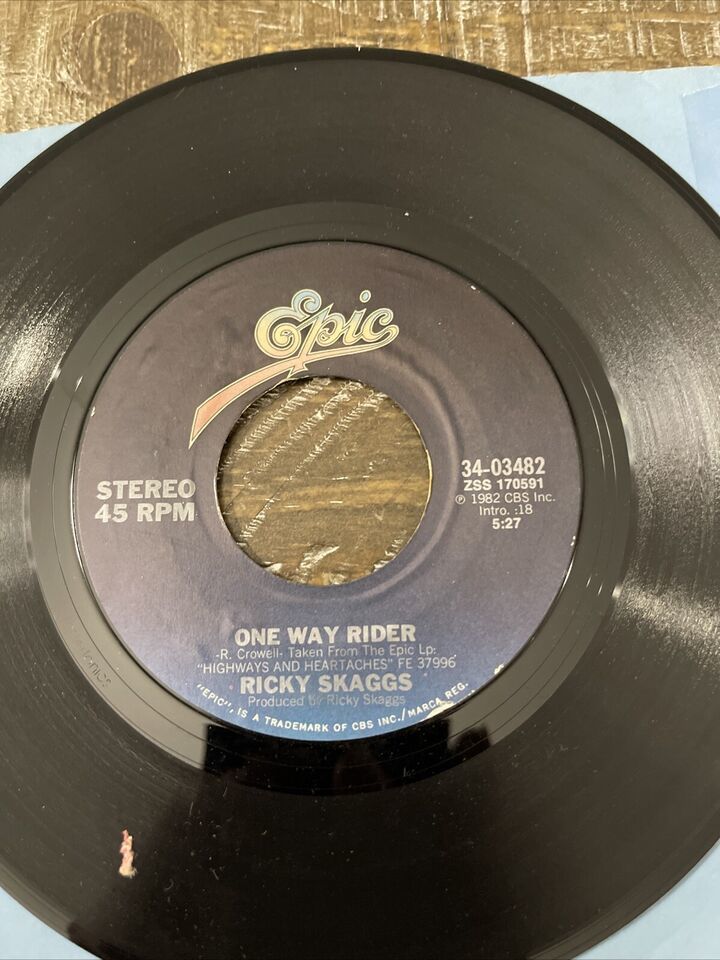 Epic
STEREO
45 RPM
34-03482
ZSS 170591
℗ 1982 CBS Inc.
Intro. :18
5:27
ONE WAY RIDER
-R. Crowell- Taken From The Epic Lp:
"HIGHWAYS AND HEARTACHES" FE 37996
RICKY SKAGGS
Produced by Ricky Skaggs
"EPIC", IS A TRADEMARK OF CBS INC./MARCA REG.